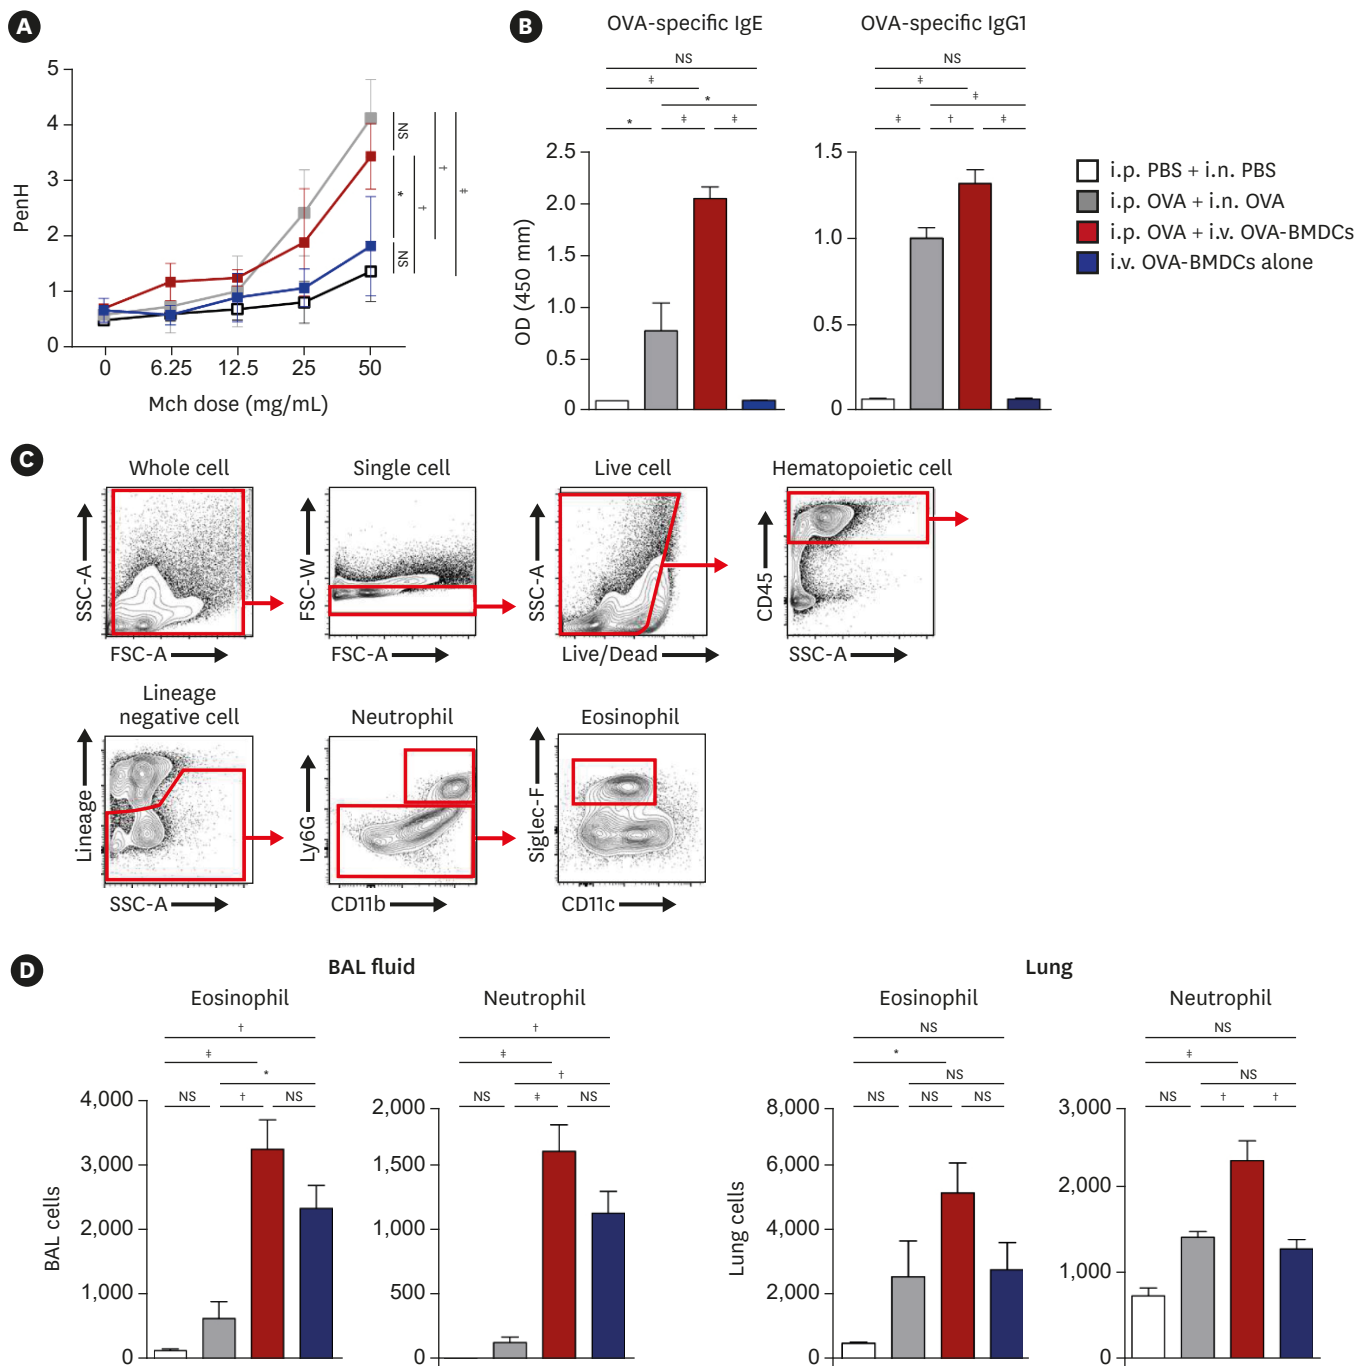 A
PenH
5
4
3
2
1
0
0 6.25 12.5 25 50
Mch dose (mg/mL)
NS
*
NS
†
†
‡
B
OVA-specific IgE
NS
‡
*
* ‡ ‡
OD (450 mm)
2.5
2.0
1.5
1.0
0.5
0
OVA-specific IgG1
NS
‡
‡
‡ † ‡
1.5
1.0
0.5
0
i.p. PBS + i.n. PBS
i.p. OVA + i.n. OVA
i.p. OVA + i.v. OVA-BMDCs
i.v. OVA-BMDCs alone
C
Whole cell
SSC-A
FSC-A
Single cell
FSC-W
FSC-A
Live cell
SSC-A
Live/Dead
Hematopoietic cell
CD45
SSC-A
Lineage
negative cell
Lineage
SSC-A
Neutrophil
Ly6G
CD11b
Eosinophil
Siglec-F
CD11c
D
BAL fluid
Eosinophil
†
‡
*
NS † NS
BAL cells
4,000
3,000
2,000
1,000
0
Neutrophil
†
‡
†
NS ‡ NS
2,000
1,500
1,000
500
0
Lung
Eosinophil
NS
*
NS
NS NS NS
Lung cells
8,000
6,000
4,000
2,000
0
Neutrophil
NS
‡
NS
NS † †
3,000
2,000
1,000
0